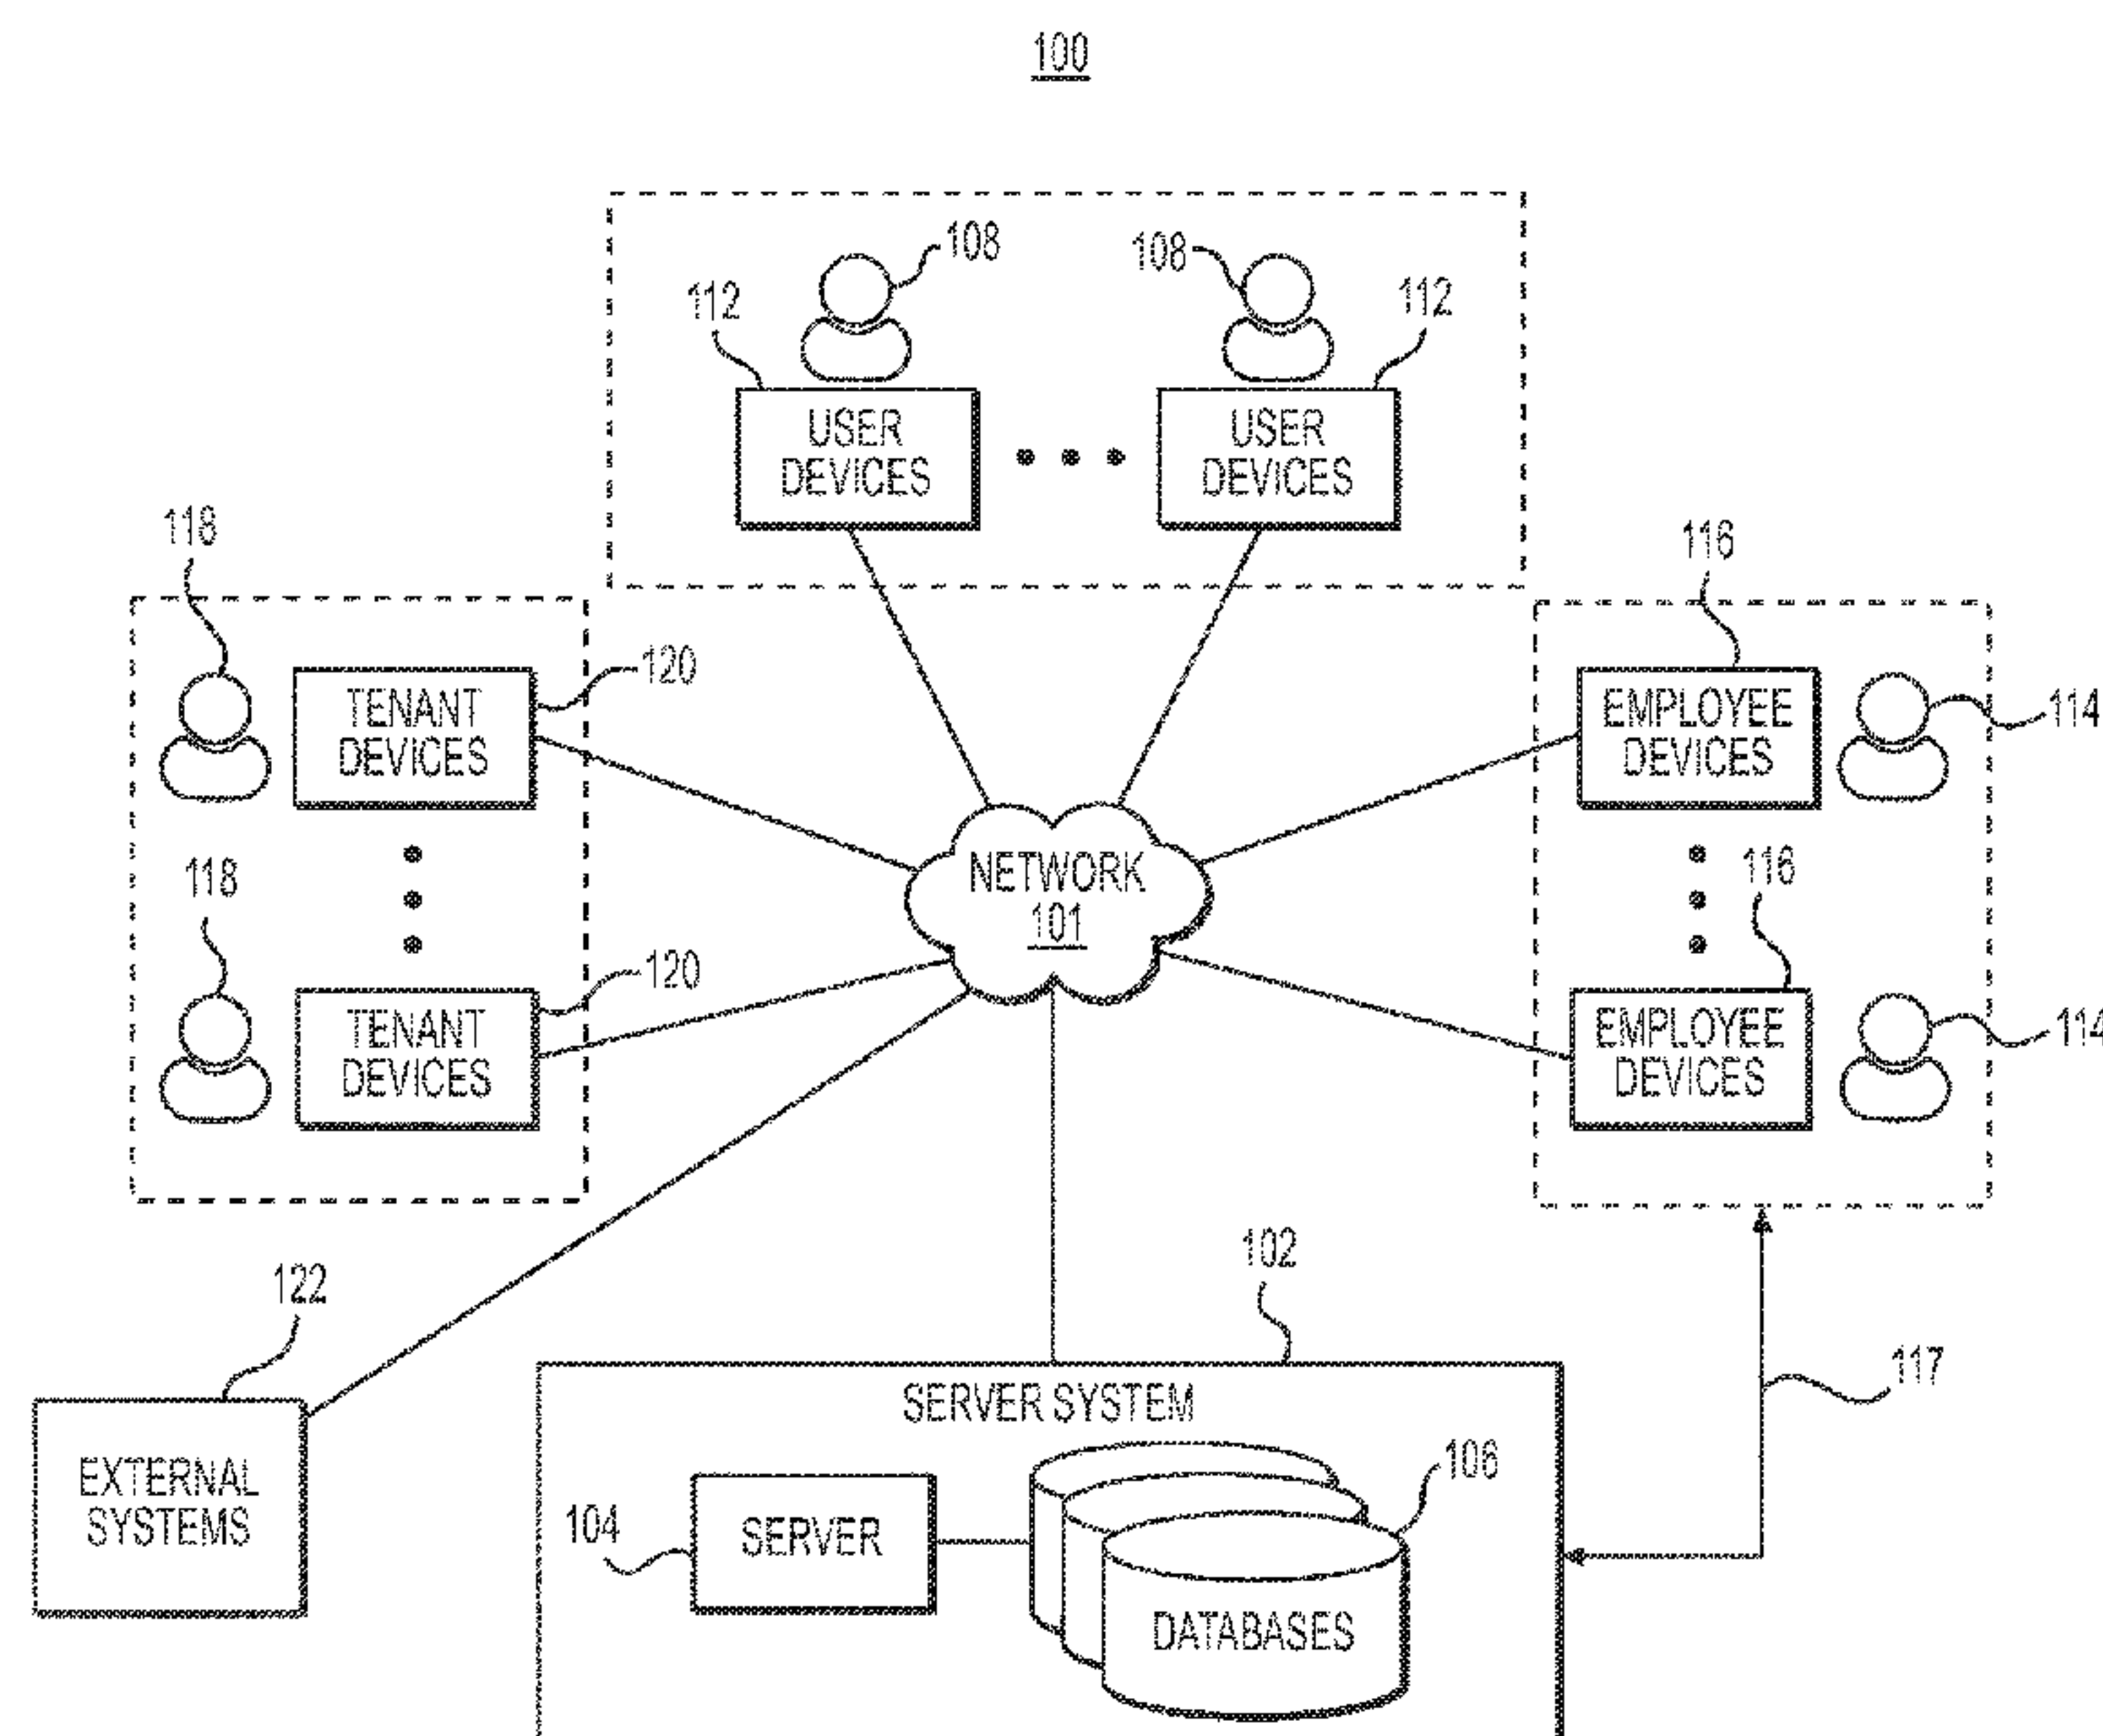 100
108
108
112
112
USER
DEVICES
USER
DEVICES
118
116
120
TENANT
DEVICES
EMPLOYEE
DEVICES
114
118
NETWORK
101
116
120
TENANT
DEVICES
EMPLOYEE
DEVICES
114
122
102
117
SERVER SYSTEM
EXTERNAL
SYSTEMS
106
104
SERVER
DATABASES